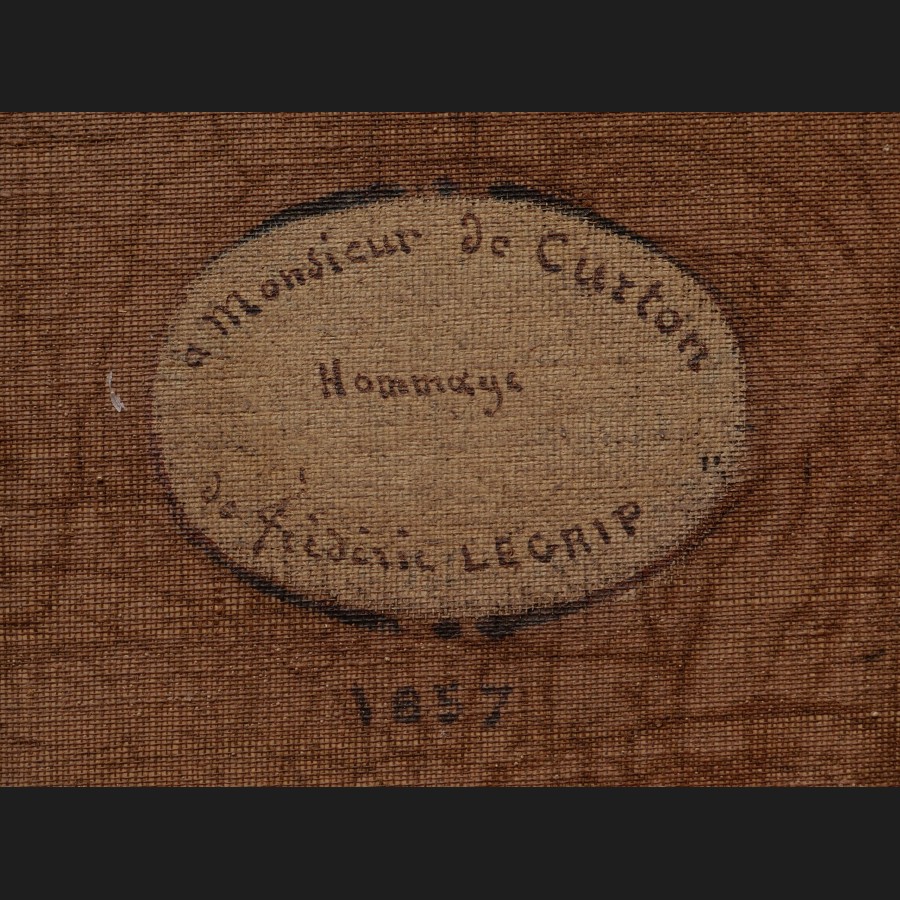 a Monsieur de Curton
Hommage
de Frédéric LEGRIP
1857